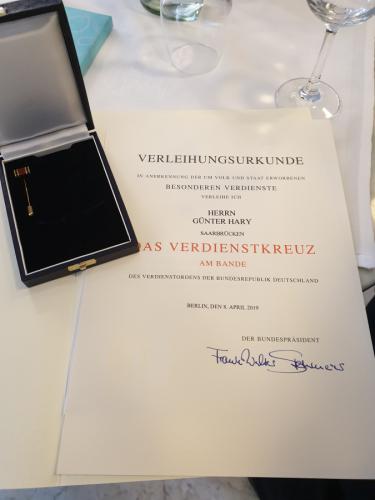 VERLEIHUNGSURKUNDE
IN ANERKENNUNG DER UM VOLK UND STAAT ERWORBENEN
BESONDEREN VERDIENSTE
VERLEIHE ICH
HERRN
GÜNTER HARY
SAARBRÜCKEN
DAS VERDIENSTKREUZ
AM BANDE
DES VERDIENSTORDENS DER BUNDESREPUBLIK DEUTSCHLAND
BERLIN, DEN 8. APRIL 2019
DER BUNDESPRÄSIDENT